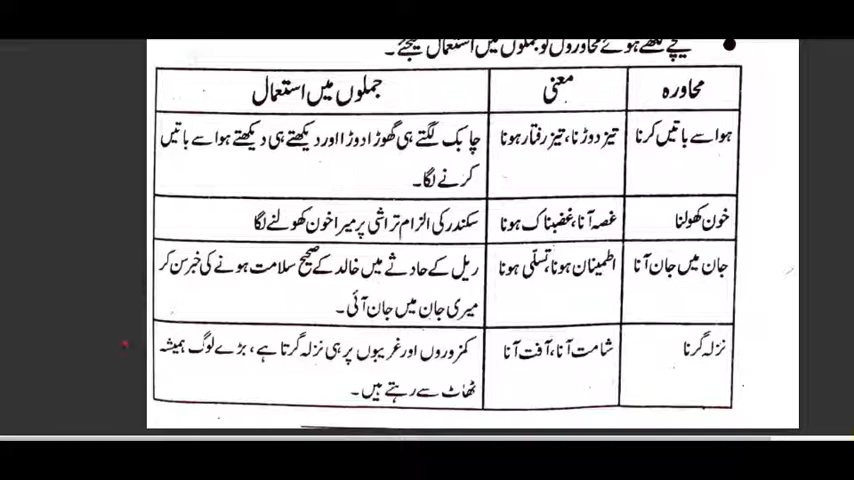 نیچے لکھے ہوئے محاوروں کو جملوں میں استعمال کیجئے۔
محاورہ معنی جملوں میں استعمال
ہوا سے باتیں کرنا تیز دوڑنا، تیز رفتار ہونا چابک لگتے ہی گھوڑا دوڑا اور دیکھتے ہی دیکھتے ہوا سے باتیں
کرنے لگا۔
خون کھولنا غصہ آنا، غضبناک ہونا سکندر کی الزام تراشی پر میرا خون کھولنے لگا
جان میں جان آنا اطمینان ہونا، تسلّی ہونا ریل کے حادثے میں خالد کے صحیح سلامت ہونے کی خبر سن کر
میری جان میں جان آئی۔
نزلہ گرنا شامت آنا، آفت آنا کمزوروں اور غریبوں پر ہی نزلہ گرتا ہے، بڑے لوگ ہمیشہ
ٹھاٹ سے رہتے ہیں۔